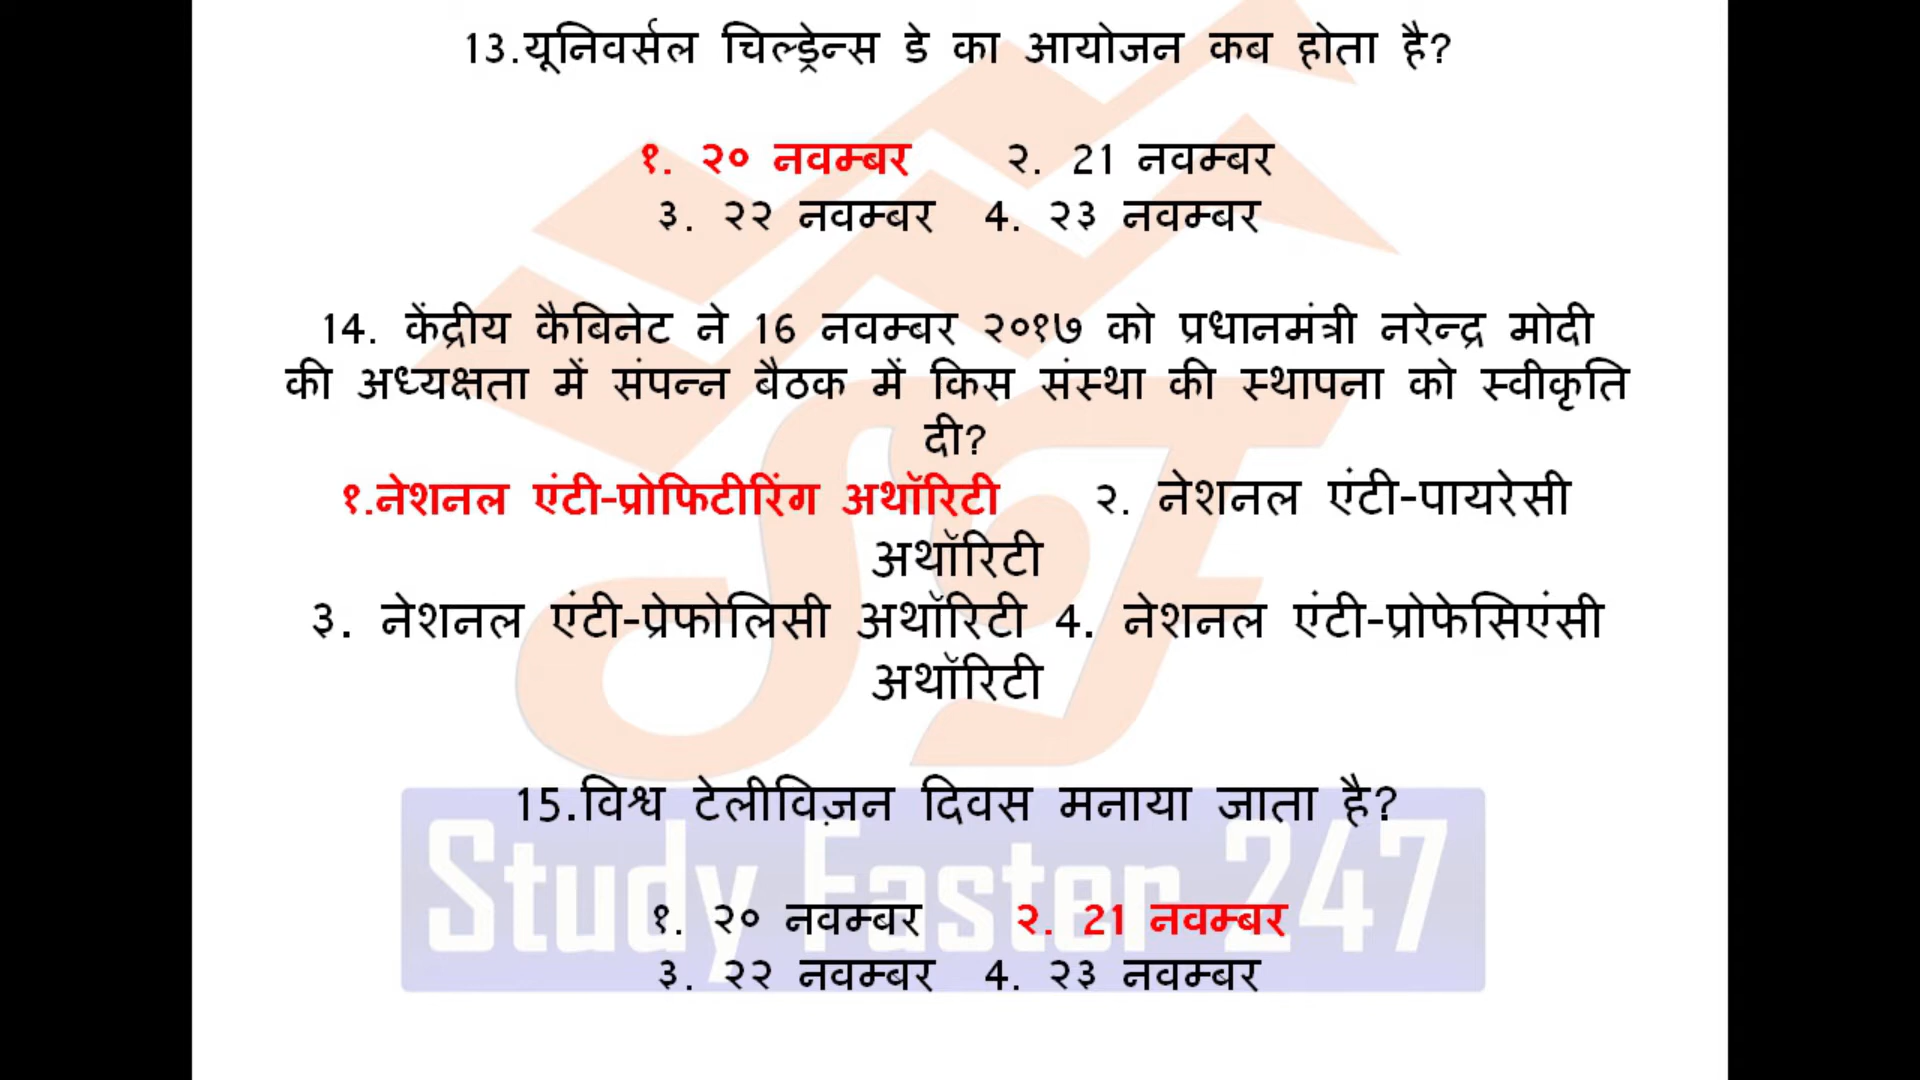 13.यूनिवर्सल चिल्ड्रेन्स डे का आयोजन कब होता है?
१. २० नवम्बर २. 21 नवम्बर
३. २२ नवम्बर 4. २३ नवम्बर
14. केंद्रीय कैबिनेट ने 16 नवम्बर २०१७ को प्रधानमंत्री नरेन्द्र मोदी
की अध्यक्षता में संपन्न बैठक में किस संस्था की स्थापना को स्वीकृति
दी?
१.नेशनल एंटी-प्रोफिटीरिंग अथॉरिटी २. नेशनल एंटी-पायरेसी
अथॉरिटी
३. नेशनल एंटी-प्रेफोलिसी अथॉरिटी 4. नेशनल एंटी-प्रोफेसिएंसी
अथॉरिटी
15.विश्व टेलीविज़न दिवस मनाया जाता है?
Study Faster 247
१. २० नवम्बर २. 21 नवम्बर
३. २२ नवम्बर 4. २३ नवम्बर